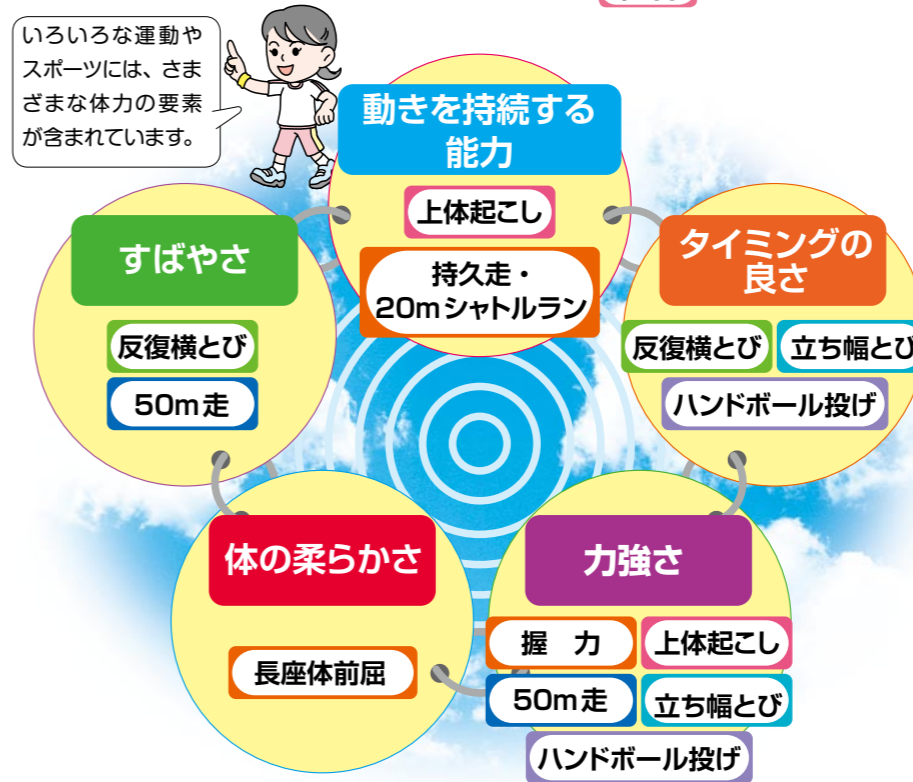 いろいろな運動や
スポーツには、さま
ざまな体力の要素
が含まれています。
動きを持続する
能力
上体起こし
持久走・
20mシャトルラン
すばやさ
反復横とび
50m走
タイミングの
良さ
反復横とび
立ち幅とび
ハンドボール投げ
体の柔らかさ
長座体前屈
力強さ
握　力
上体起こし
50m走
立ち幅とび
ハンドボール投げ